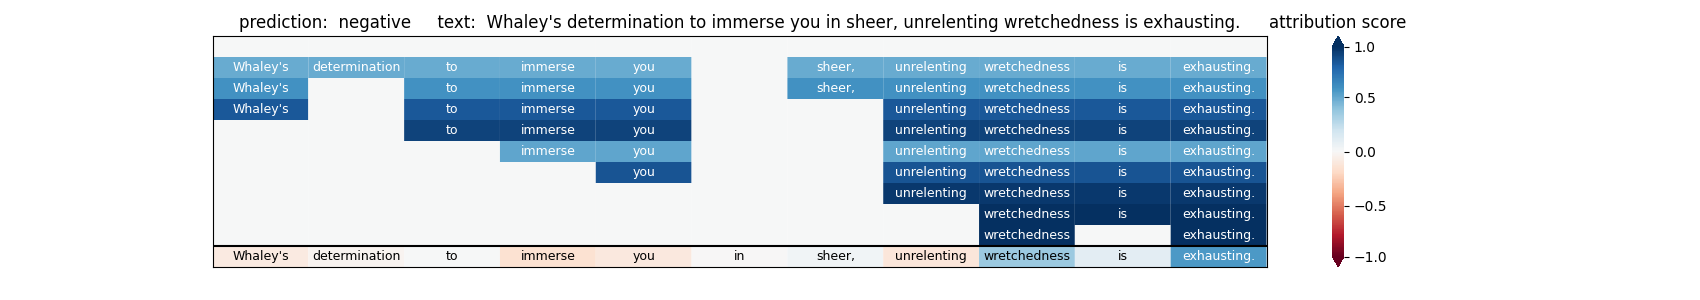 prediction:  negative     text:  Whaley's determination to immerse you in sheer, unrelenting wretchedness is exhausting.     attribution score
Whaley's determination to immerse you sheer, unrelenting wretchedness is exhausting.
Whaley's to immerse you sheer, unrelenting wretchedness is exhausting.
Whaley's to immerse you unrelenting wretchedness is exhausting.
to immerse you unrelenting wretchedness is exhausting.
immerse you unrelenting wretchedness is exhausting.
you unrelenting wretchedness is exhausting.
unrelenting wretchedness is exhausting.
wretchedness is exhausting.
wretchedness exhausting.
Whaley's determination to immerse you in sheer, unrelenting wretchedness is exhausting.
1.0
0.5
0.0
−0.5
−1.0